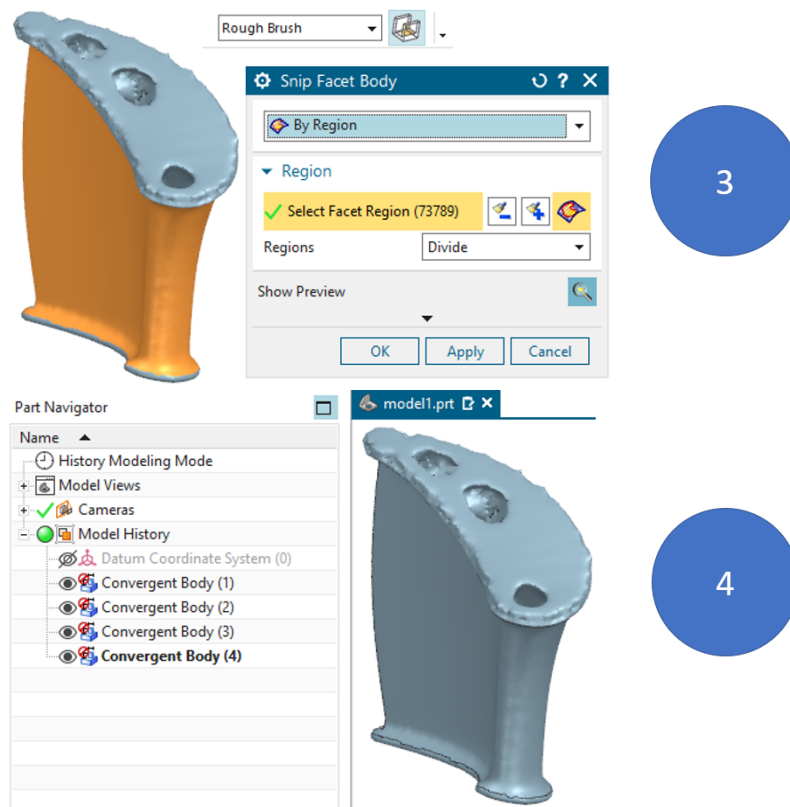 Rough Brush
Snip Facet Body
By Region
Region
Select Facet Region (73789)
Regions Divide
Show Preview
OK Apply Cancel
3
Part Navigator
Name
History Modeling Mode
Model Views
Cameras
Model History
Datum Coordinate System (0)
Convergent Body (1)
Convergent Body (2)
Convergent Body (3)
Convergent Body (4)
model1.prt
4